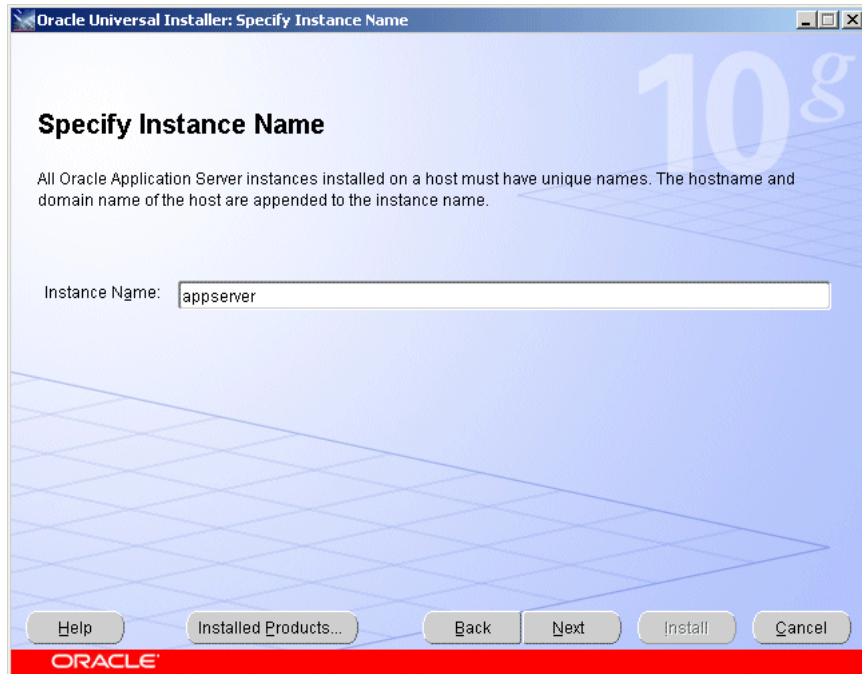 Oracle Universal Installer: Specify Instance Name
10g
Specify Instance Name
All Oracle Application Server instances installed on a host must have unique names. The hostname and
domain name of the host are appended to the instance name.
Instance Name: appserver
Help Installed Products... Back Next Install Cancel
ORACLE